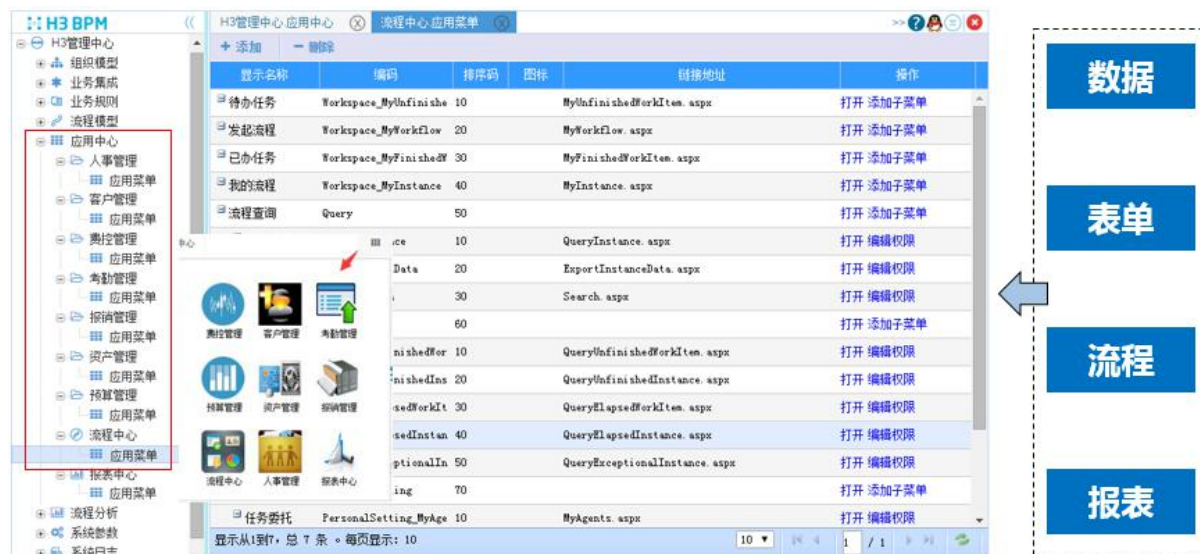 H3 BPM
H3管理中心
组织模型
业务集成
业务规则
流程模型
应用中心
人事管理
应用菜单
客户管理
应用菜单
费控管理
应用菜单
考勤管理
应用菜单
报销管理
应用菜单
资产管理
应用菜单
预算管理
应用菜单
流程中心
应用菜单
报表中心
应用菜单
流程分析
系统参数
系统日志
H3管理中心.应用中心 流程中心.应用菜单
添加 删除
显示名称 编码 排序码 图标 链接地址 操作
待办任务 Workspace_MyUnfinishe 10 MyUnfinishedWorkItem.aspx 打开 添加子菜单
发起流程 Workspace_MyWorkflow 20 MyWorkflow.aspx 打开 添加子菜单
已办任务 Workspace_MyFinishedW 30 MyFinishedWorkItem.aspx 打开 添加子菜单
我的流程 Workspace_MyInstance 40 MyInstance.aspx 打开 添加子菜单
流程查询 Query 50 打开 添加子菜单
ce 10 QueryInstance.aspx 打开 编辑权限
Data 20 ExportInstanceData.aspx 打开 编辑权限
30 Search.aspx 打开 编辑权限
60 打开 添加子菜单
nishedWor 10 QueryUnfinishedWorkItem.aspx 打开 编辑权限
nishedIns 20 QueryUnfinishedInstance.aspx 打开 编辑权限
psedWorkIt 30 QueryElapsedWorkItem.aspx 打开 编辑权限
psedInstan 40 QueryElapsedInstance.aspx 打开 编辑权限
ptionalIn 50 QueryExceptionalInstance.aspx 打开 编辑权限
ing 70 打开 添加子菜单
任务委托 PersonalSetting_MyAge 10 MyAgents.aspx 打开 编辑权限
显示从1到7，总 7 条 。每页显示：10
10 1 / 1
中心
费控管理 客户管理 考勤管理
预算管理 资产管理 报销管理
流程中心 人事管理 报表中心
数据
表单
流程
报表